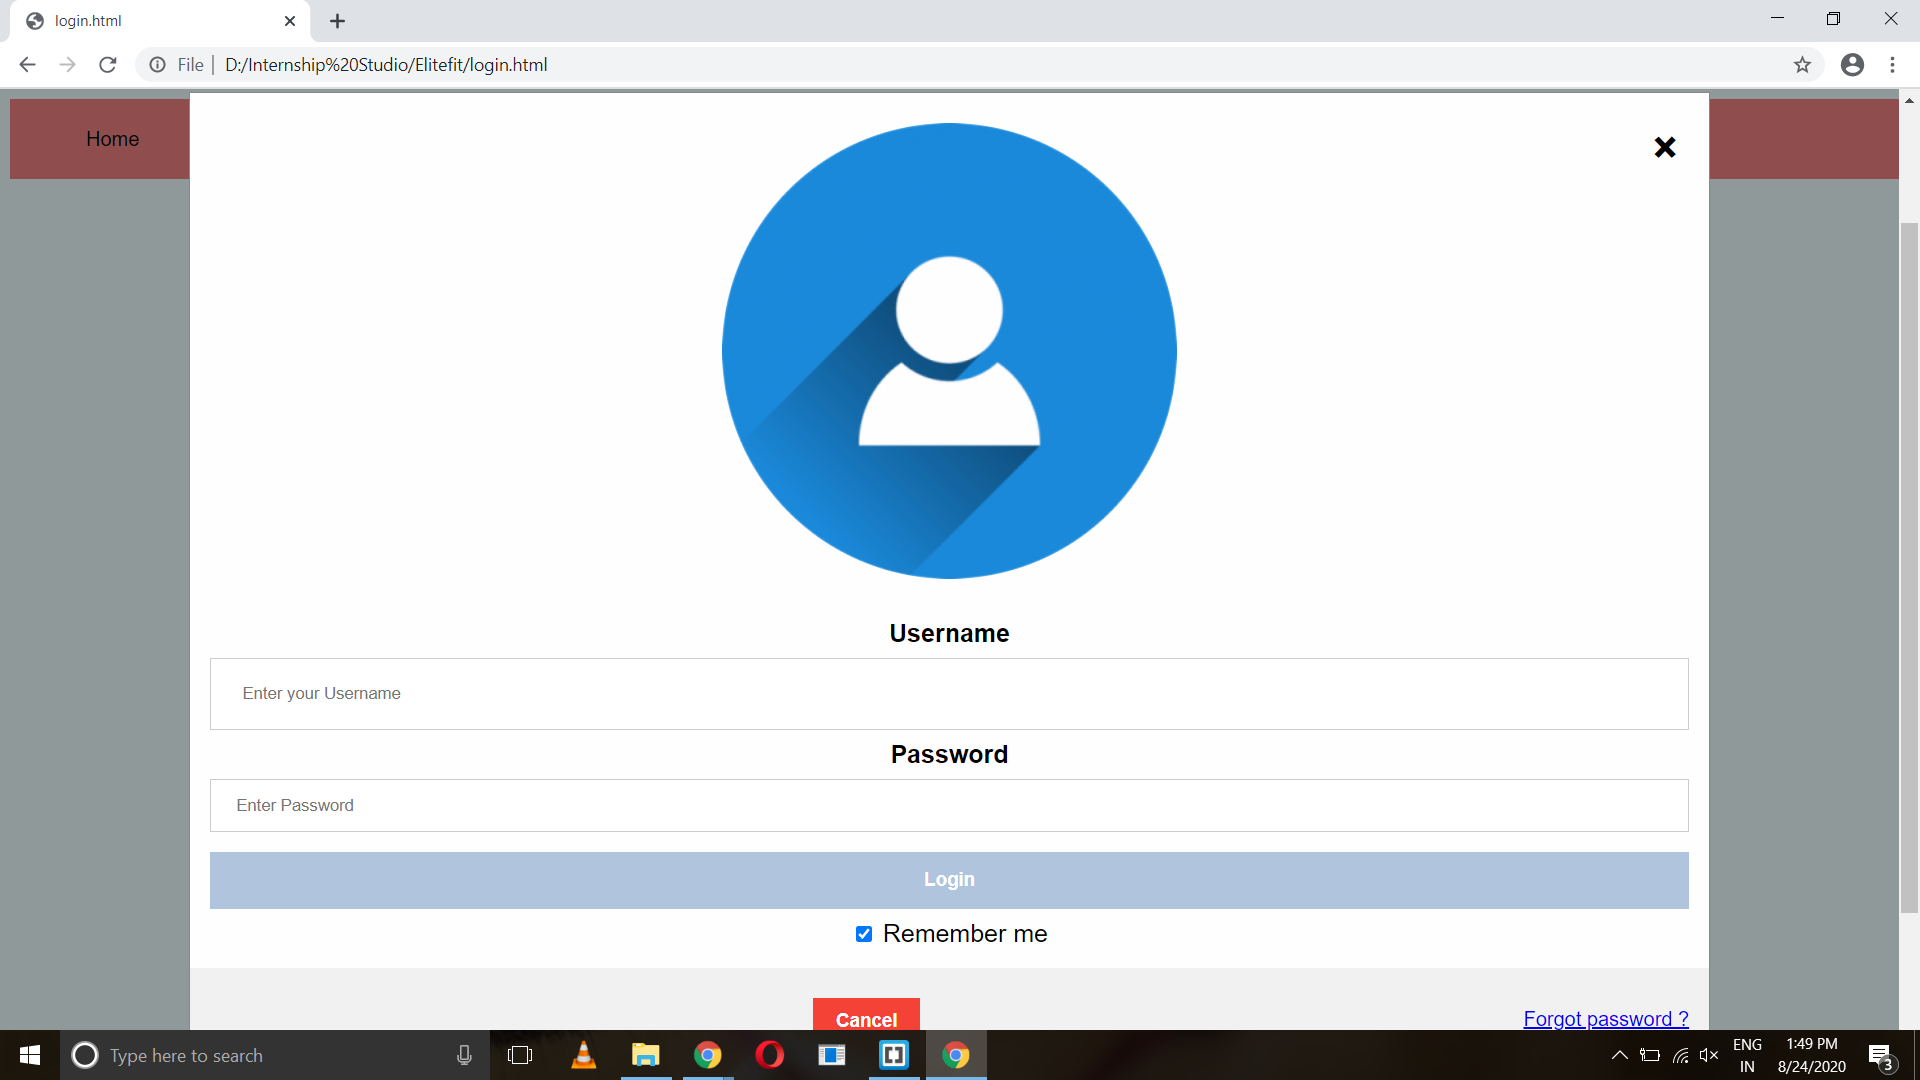 login.html
File | D:/Internship%20Studio/Elitefit/login.html
Home
Username
Enter your Username
Password
Enter Password
Login
Remember me
Cancel
Forgot password ?
Type here to search
ENG
IN
1:49 PM
8/24/2020
3